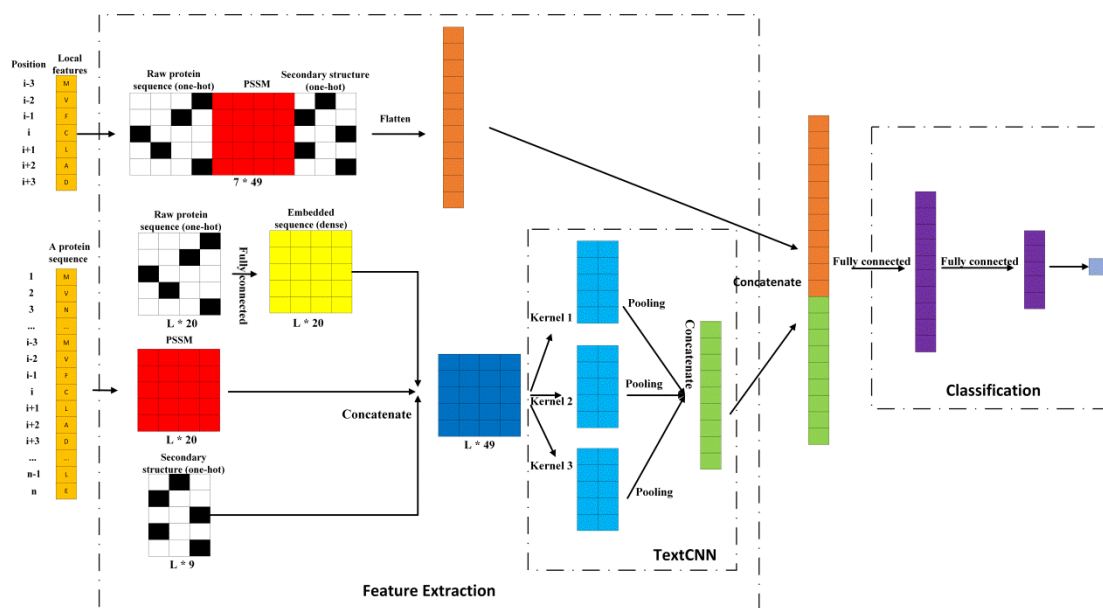 Position
Local
features
i-3
M
i-2
V
i-1
F
i
C
i+1
L
i+2
A
i+3
D
Raw protein
sequence (one-hot)
PSSM
Secondary structure
(one-hot)
7 * 49
Flatten
A protein
sequence
1
M
2
V
3
N
...
...
i-3
M
i-2
V
i-1
F
i
C
i+1
L
i+2
A
i+3
D
...
...
n-1
L
n
E
Raw protein
sequence (one-hot)
L * 20
Fully connected
Embedded
sequence (dense)
L * 20
PSSM
L * 20
Secondary
structure (one-hot)
L * 9
Concatenate
L * 49
Kernel 1
Kernel 2
Kernel 3
Pooling
Pooling
Pooling
Concatenate
TextCNN
Feature Extraction
Concatenate
Fully connected
Fully connected
Classification